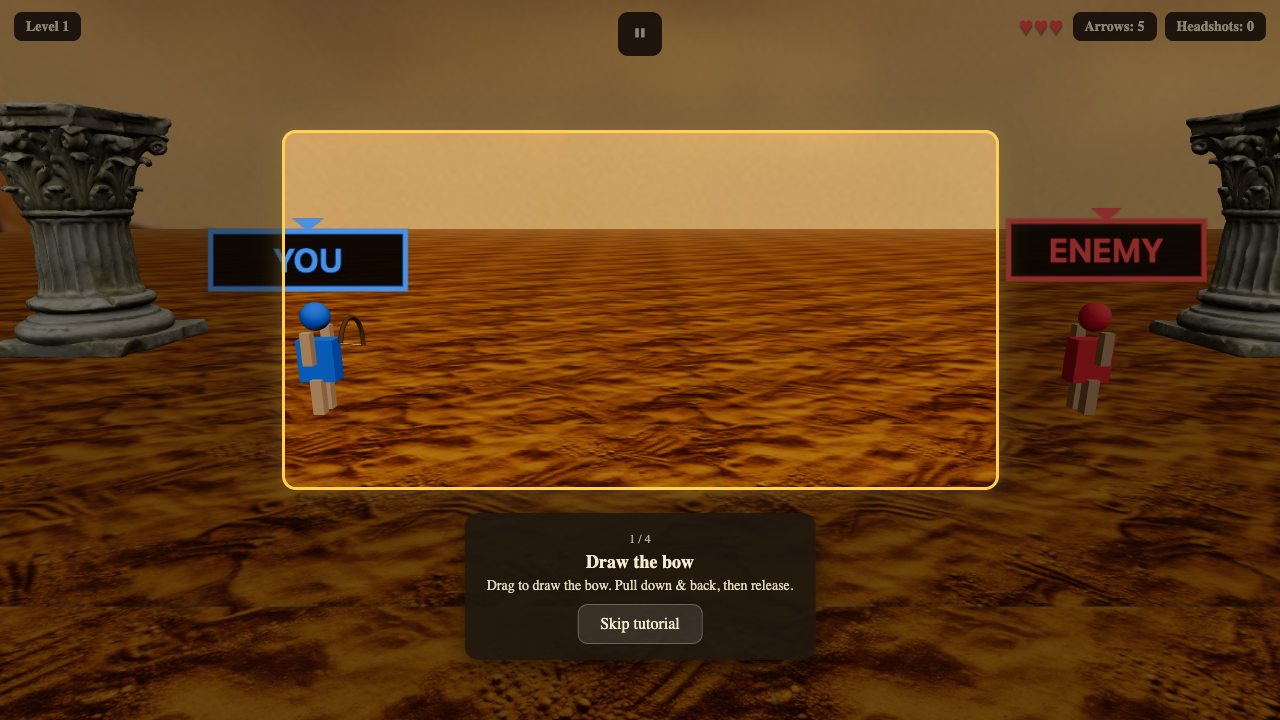 Level 1
Arrows: 5
Headshots: 0
YOU
ENEMY
1 / 4
Draw the bow
Drag to draw the bow. Pull down & back, then release.
Skip tutorial